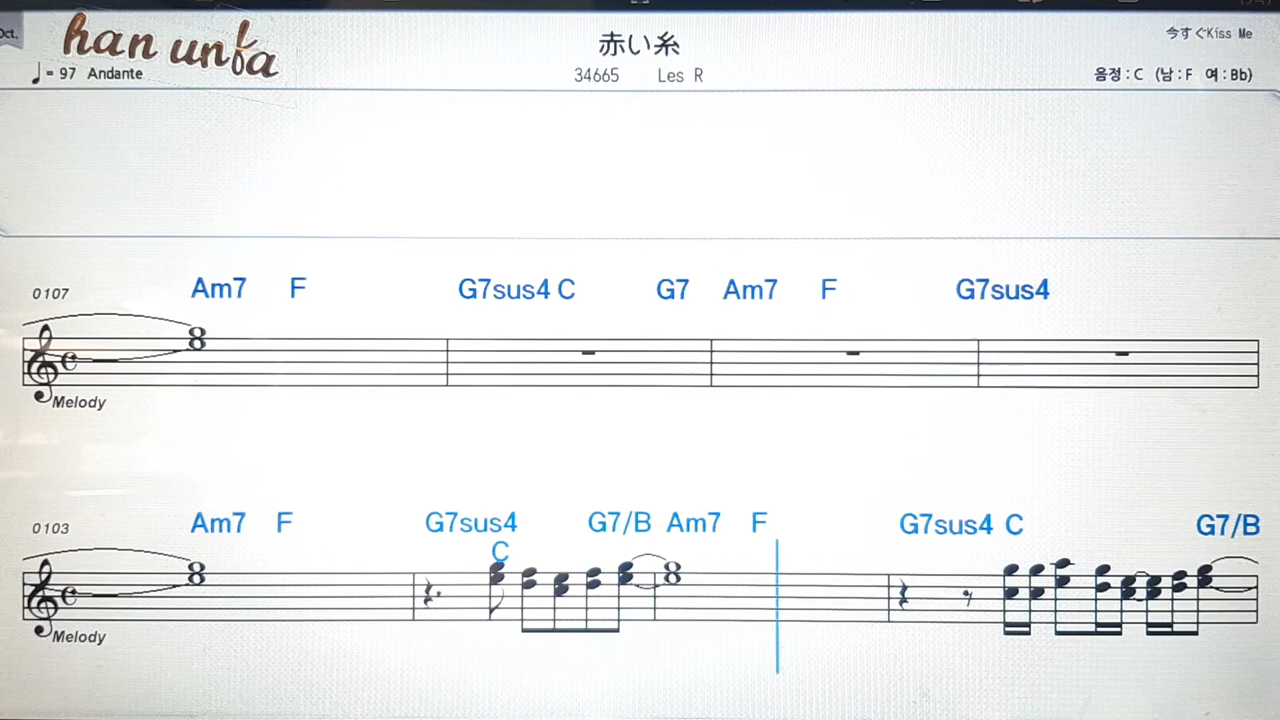 Oct.
han unfa
赤い糸
今すぐKiss Me
♩= 97 Andante
34665 Les R
음정 : C (남 : F 여 : Bb)
Am7 F G7sus4 C G7 Am7 F G7sus4
0107
Melody
Am7 F G7sus4 G7/B Am7 F G7sus4 C G7/B
0103
C
Melody